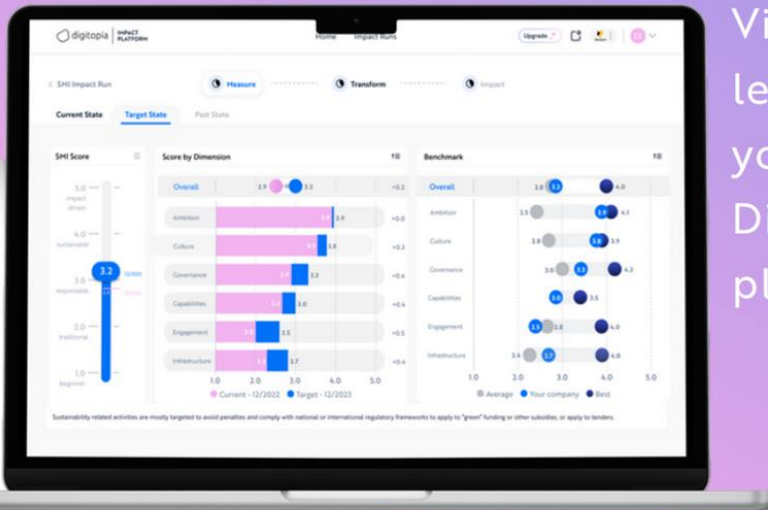 digitopia IMPACT PLATFORM
Home Impact Runs
Upgrade
< SMI Impact Run
Measure
Transform
Impact
Current State
Target State
Past State
SMI Score
Score by Dimension
Benchmark
5.0
impact driven
4.0
sustainable
3.2
3.0
responsible
2.0
traditional
1.0
beginner
Overall 3.2 +0.3
Ambition 3.9 +0.0
Culture 3.8 +0.3
Governance 3.3 +0.4
Capabilities 3.0 +0.4
Engagement 2.5 +0.5
Infrastructure +0.4
1.0 2.0 3.0 4.0 5.0
Current - 12/2022 Target - 12/2023
Overall 4.0
Ambition 3.9 4.1
Culture 3.8 3.9
Governance 3.0 3.3 4.2
Capabilities 3.0 3.5
Engagement 2.5 2.8 4.0
Infrastructure 2.7 4.0
1.0 2.0 3.0 4.0 5.0
Average Your company Best
Sustainability related activities are mostly targeted to avoid penalties and comply with national or international regulatory frameworks to apply to "green" funding or other subsidies, or apply to tenders.
Vi
le
yo
Di
pl